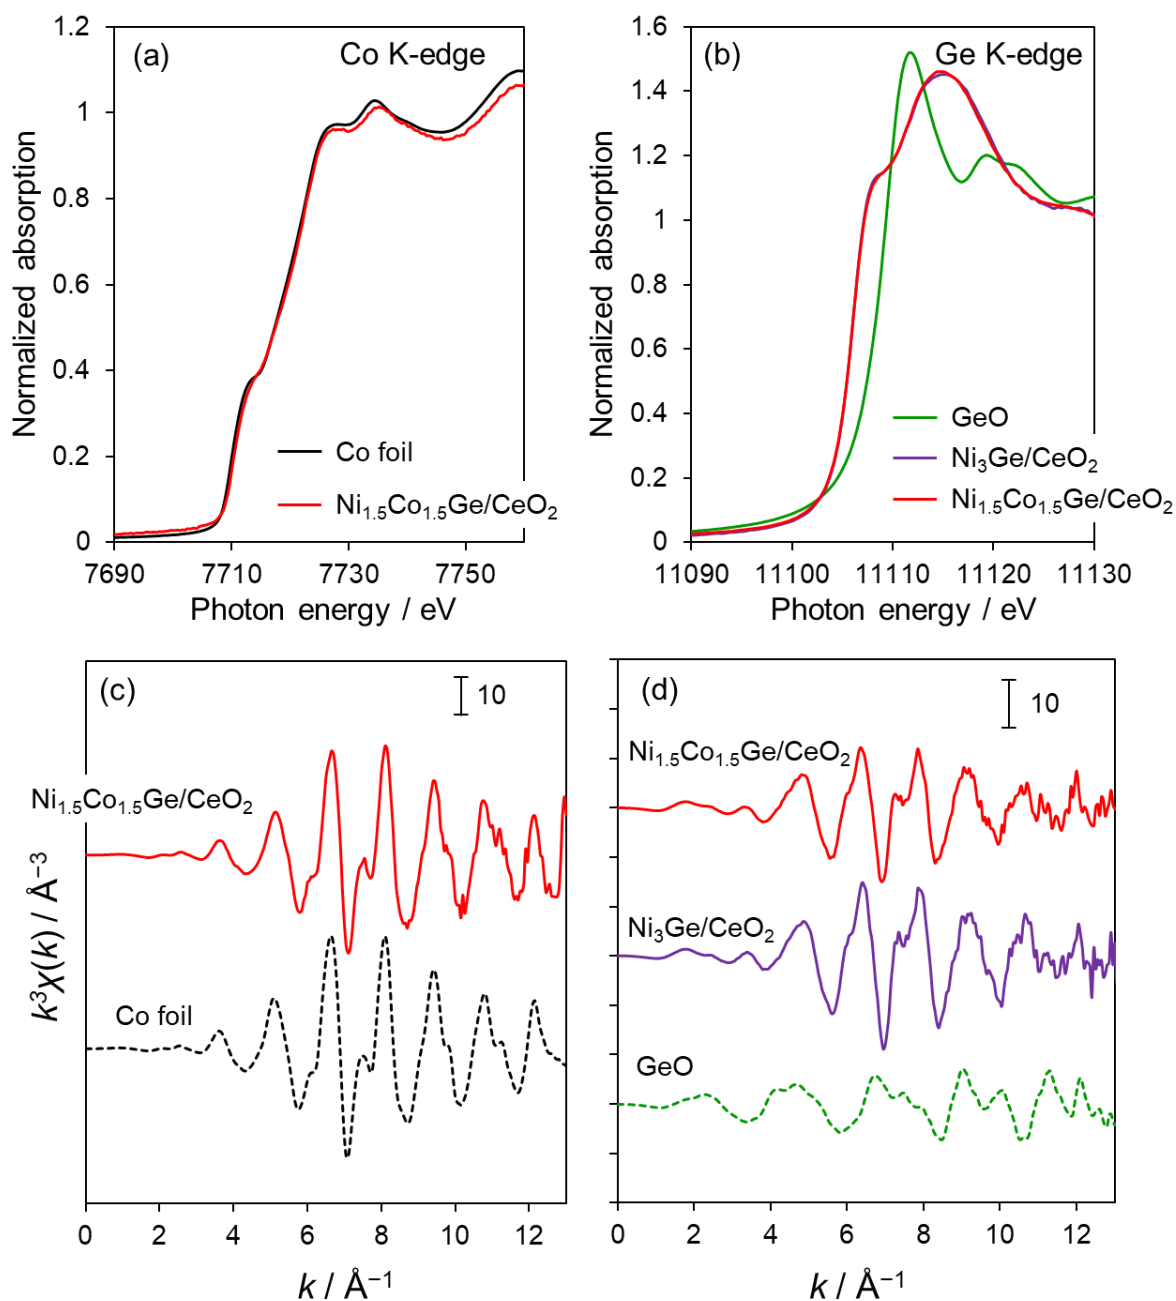 (a)
Co K-edge
1.2
1
0.8
0.6
0.4
0.2
0
Normalized absorption
Co foil
Ni₁.₅Co₁.₅Ge/CeO₂
7690
7710
7730
7750
Photon energy / eV
(b)
Ge K-edge
1.6
1.4
1.2
1
0.8
0.6
0.4
0.2
0
Normalized absorption
GeO
Ni₃Ge/CeO₂
Ni₁.₅Co₁.₅Ge/CeO₂
11090
11100
11110
11120
11130
Photon energy / eV
(c)
10
Ni₁.₅Co₁.₅Ge/CeO₂
Co foil
k³χ(k) / Å⁻³
0
2
4
6
8
10
12
k / Å⁻¹
(d)
10
Ni₁.₅Co₁.₅Ge/CeO₂
Ni₃Ge/CeO₂
GeO
0
2
4
6
8
10
12
k / Å⁻¹